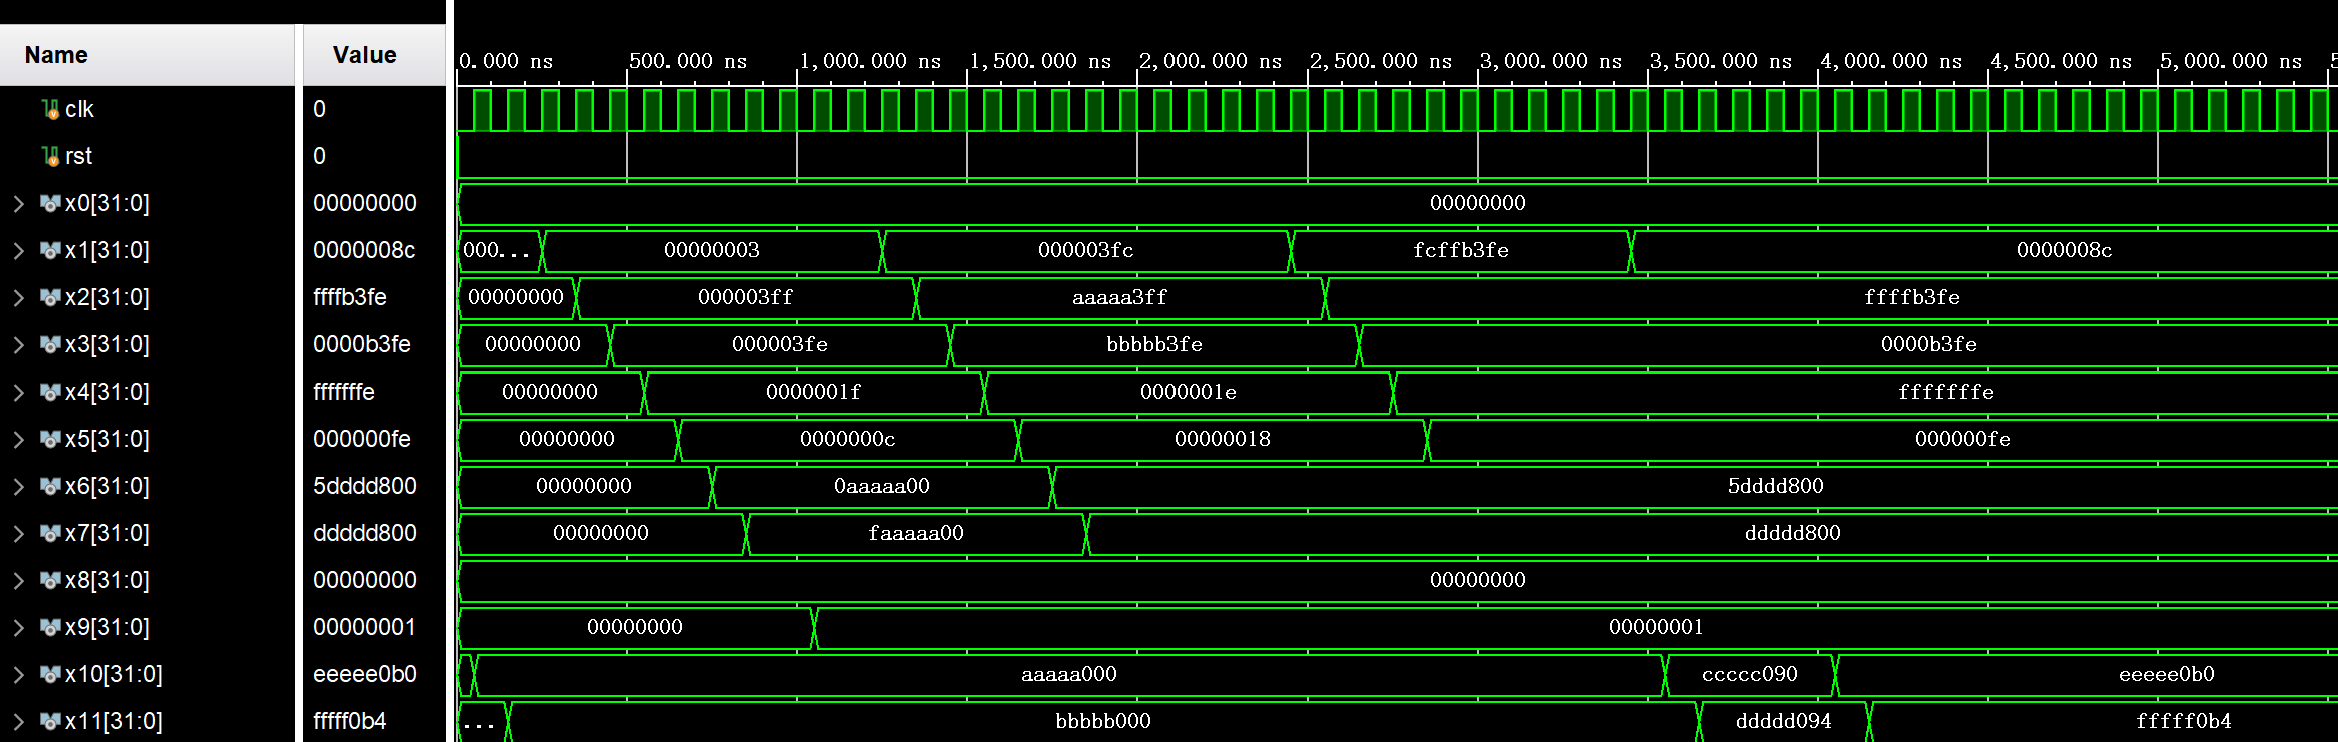 Name Value 0.000 ns 500.000 ns 1,000.000 ns 1,500.000 ns 2,000.000 ns 2,500.000 ns 3,000.000 ns 3,500.000 ns 4,000.000 ns 4,500.000 ns 5,000.000 ns 5
clk 0
rst 0
x0[31:0] 00000000 00000000
x1[31:0] 0000008c 000... 00000003 000003fc fcffb3fe 0000008c
x2[31:0] ffffb3fe 00000000 000003ff aaaaa3ff ffffb3fe
x3[31:0] 0000b3fe 00000000 000003fe bbbbb3fe 0000b3fe
x4[31:0] fffffffe 00000000 0000001f 0000001e fffffffe
x5[31:0] 000000fe 00000000 0000000c 00000018 000000fe
x6[31:0] 5dddd800 00000000 0aaaaa00 5dddd800
x7[31:0] ddddd800 00000000 faaaaa00 ddddd800
x8[31:0] 00000000 00000000
x9[31:0] 00000001 00000000 00000001
x10[31:0] eeeee0b0 aaaaa000 ccccc090 eeeee0b0
x11[31:0] fffff0b4 ... bbbbb000 ddddd094 fffff0b4